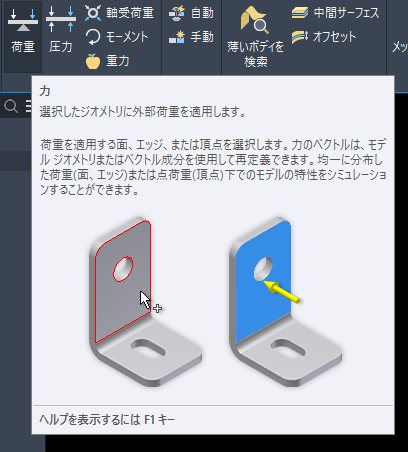 荷重
圧力
軸受荷重
モーメント
重力
自動
手動
薄いボディを
検索
中間サーフェス
オフセット
メッ
力
選択したジオメトリに外部荷重を適用します。
荷重を適用する面、エッジ、または頂点を選択します。力のベクトルは、モデ
ル ジオメトリまたはベクトル成分を使用して再定義できます。均一に分布し
た荷重(面、エッジ)または点荷重(頂点)下でのモデルの特性をシミュレーショ
ンすることができます。
ヘルプを表示するには F1 キー